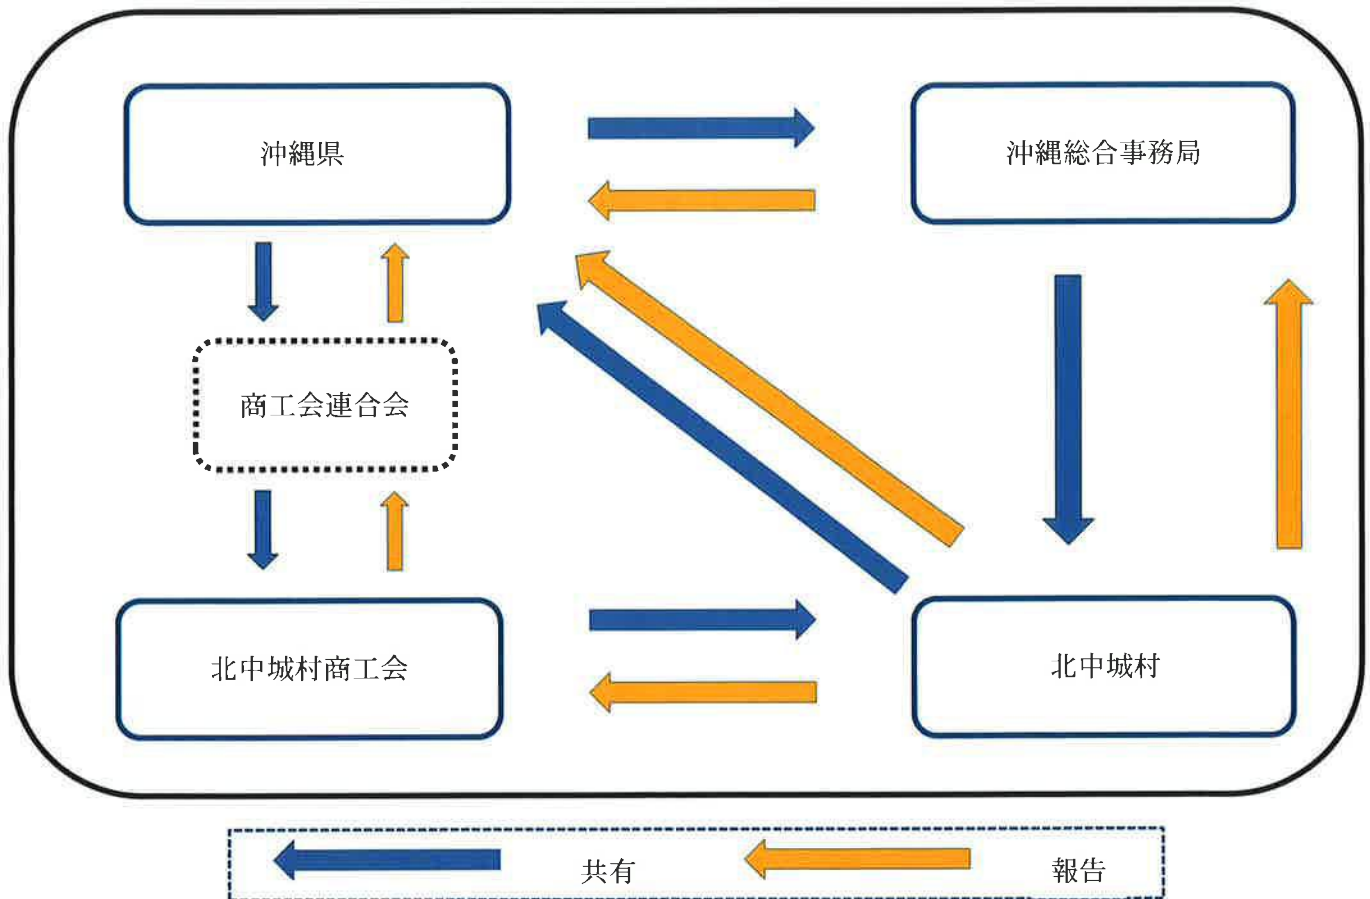 沖縄県
沖縄総合事務局
商工会連合会
北中城村商工会
北中城村
共有
報告